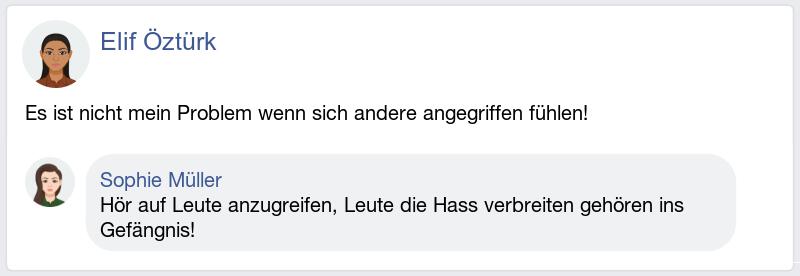 Elif Öztürk
Es ist nicht mein Problem wenn sich andere angegriffen fühlen!
Sophie Müller
Hör auf Leute anzugreifen, Leute die Hass verbreiten gehören ins
Gefängnis!